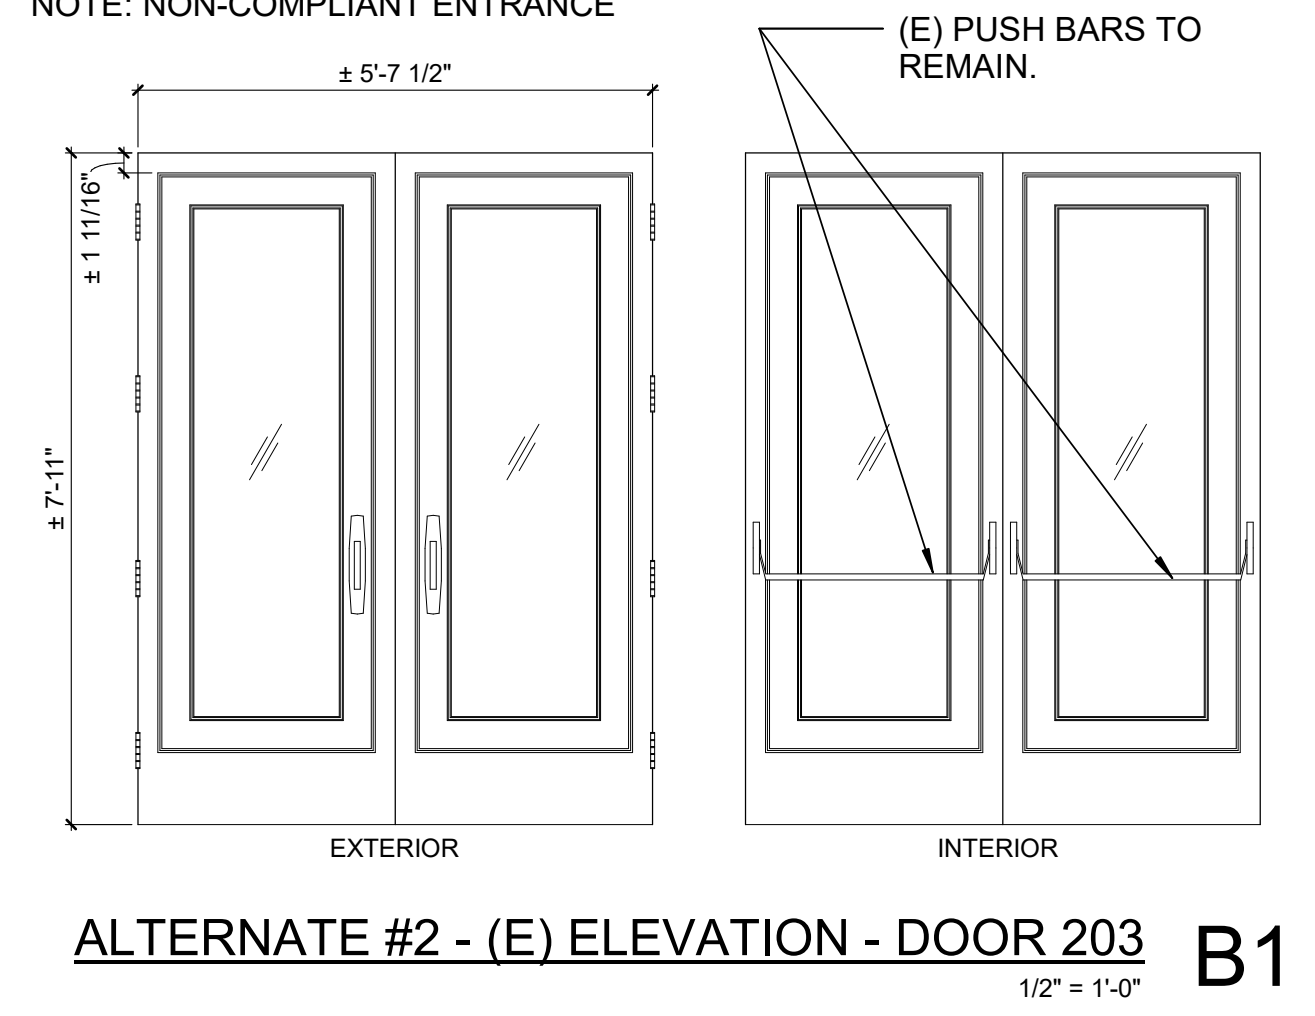 NOTE: NON-COMPLIANT ENTRANCE
(E) PUSH BARS TO
REMAIN.
± 5'-7 1/2"
± 1 11/16"
± 7'-11"
EXTERIOR
INTERIOR
ALTERNATE #2 - (E) ELEVATION - DOOR 203
B1
1/2" = 1'-0"